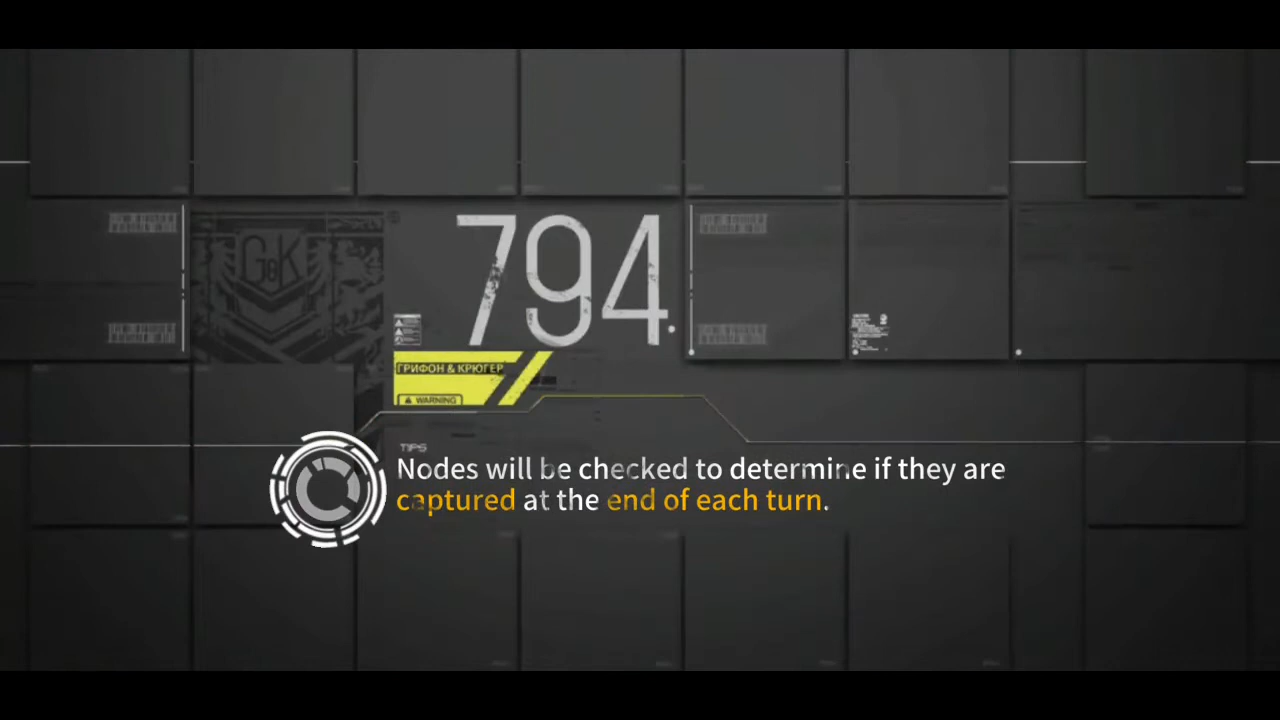 G&K
794.
ГРИФОН & КРЮГЕР
WARNING
TIPS
Nodes will be checked to determine if they are
captured at the end of each turn.